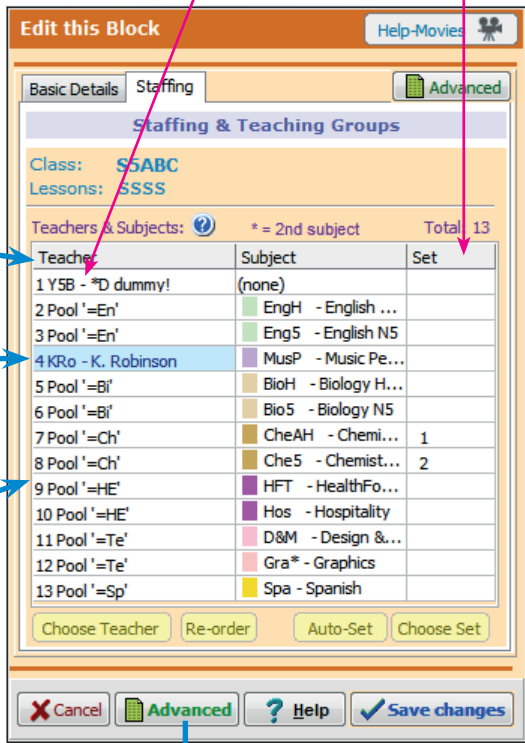 Edit this Block Help-Movies
Basic Details Staffing Advanced
Staffing & Teaching Groups
Class: S5ABC
Lessons: SSSS
Teachers & Subjects: ? * = 2nd subject Total: 13
Teacher Subject Set
1 Y5B - *D dummy! (none)
2 Pool '=En' EngH - English ...
3 Pool '=En' Eng5 - English N5
4 KRo - K. Robinson MusP - Music Pe...
5 Pool '=Bi' BioH - Biology H...
6 Pool '=Bi' Bio5 - Biology N5
7 Pool '=Ch' CheAH - Chemi... 1
8 Pool '=Ch' Che5 - Chemist... 2
9 Pool '=HE' HFT - HealthFo...
10 Pool '=HE' Hos - Hospitality
11 Pool '=Te' D&M - Design &...
12 Pool '=Te' Gra* - Graphics
13 Pool '=Sp' Spa - Spanish
Choose Teacher Re-order Auto-Set Choose Set
Cancel Advanced ? Help Save changes